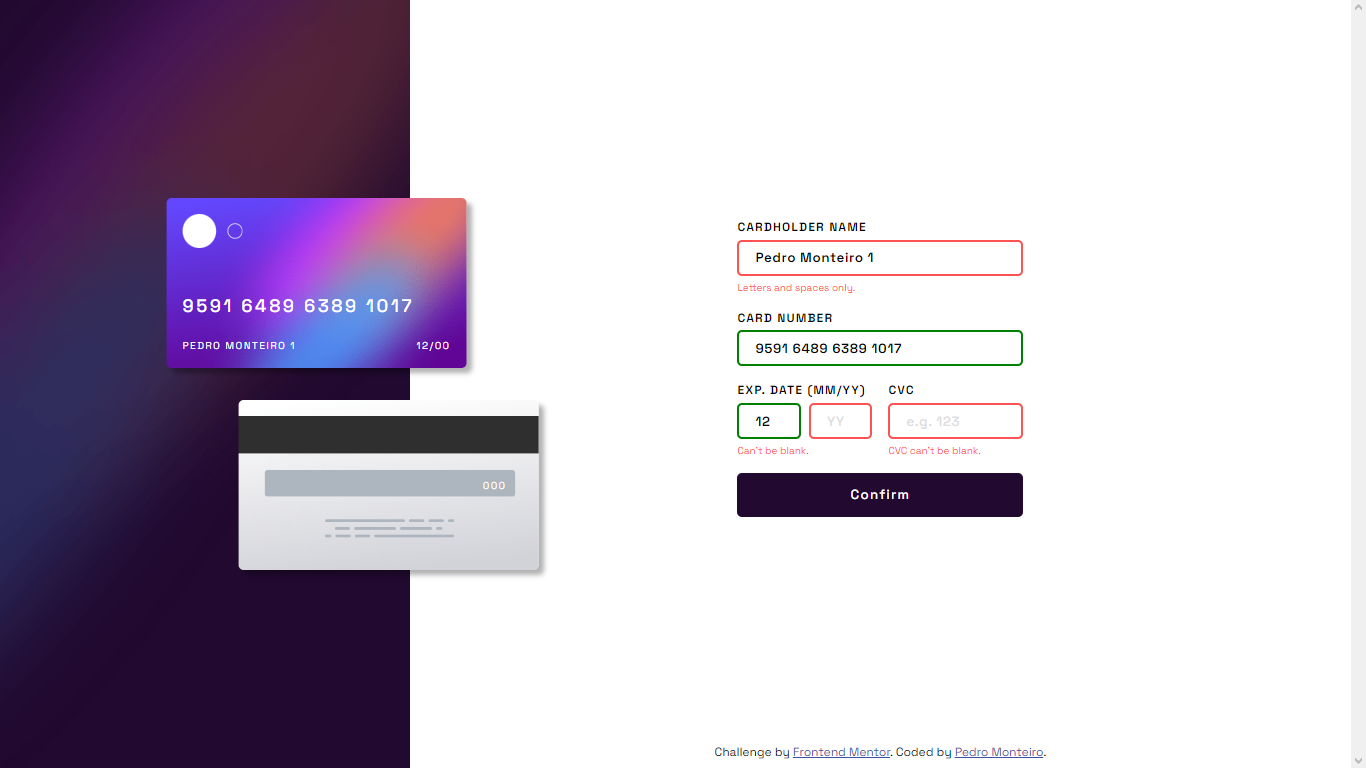 9591 6489 6389 1017
PEDRO MONTEIRO 1
12/00
000
CARDHOLDER NAME
Pedro Monteiro 1
Letters and spaces only.
CARD NUMBER
9591 6489 6389 1017
EXP. DATE (MM/YY) CVC
12 YY e.g. 123
Can't be blank. CVC can't be blank.
Confirm
Challenge by Frontend Mentor. Coded by Pedro Monteiro.